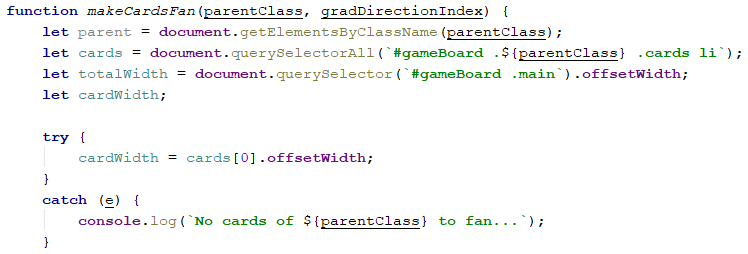 function makeCardsFan(parentClass, gradDirectionIndex) {
let parent = document.getElementsByClassName(parentClass);
let cards = document.querySelectorAll(`#gameBoard .${parentClass} .cards li`);
let totalWidth = document.querySelector(`#gameBoard .main`).offsetWidth;
let cardWidth;
try {
cardWidth = cards[0].offsetWidth;
}
catch (e) {
console.log(`No cards of ${parentClass} to fan...`);
}